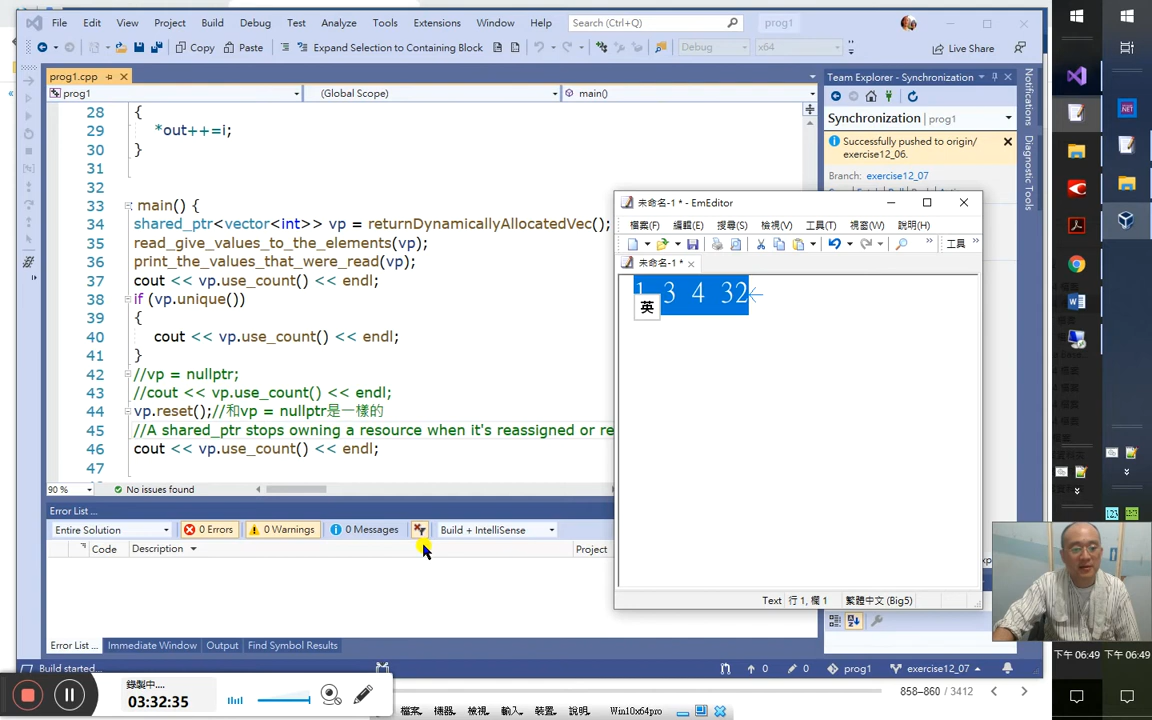 File Edit View Project Build Debug Test Analyze Tools Extensions Window Help Search (Ctrl+Q) prog1
Copy Paste Expand Selection to Containing Block Debug x64 Live Share
prog1.cpp
prog1 (Global Scope) main()
28 {
29 *out++=i;
30 }
31
32
33 main() {
34 shared_ptr<vector<int>> vp = returnDynamicallyAllocatedVec();
35 read_give_values_to_the_elements(vp);
36 print_the_values_that_were_read(vp);
37 cout << vp.use_count() << endl;
38 if (vp.unique())
39 {
40 cout << vp.use_count() << endl;
41 }
42 //vp = nullptr;
43 //cout << vp.use_count() << endl;
44 vp.reset();//和vp = nullptr是一樣的
45 //A shared_ptr stops owning a resource when it's reassigned or re
46 cout << vp.use_count() << endl;
47
90 % No issues found
Error List ...
Entire Solution 0 Errors 0 Warnings 0 Messages Build + IntelliSense
Code Description Project
Error List ... Immediate Window Output Find Symbol Results
Build started...
Team Explorer - Synchronization
Synchronization | prog1
Successfully pushed to origin/
exercise12_06.
Branch: exercise12_07
Notifications
Diagnostic Tools
未命名-1 * - EmEditor
檔案(F) 編輯(E) 搜尋(S) 檢視(V) 工具(T) 視窗(W) 說明(H)
工具
未命名-1 *
1 3 4 32
英
Text 行 1, 欄 1 繁體中文 (Big5)
0 0 prog1 exercise12_07
錄製中....
03:32:35
858–860 / 3412
檔案 機器 檢視 輸入 裝置 說明 Win10x64pro
下午 06:49 下午 06:49